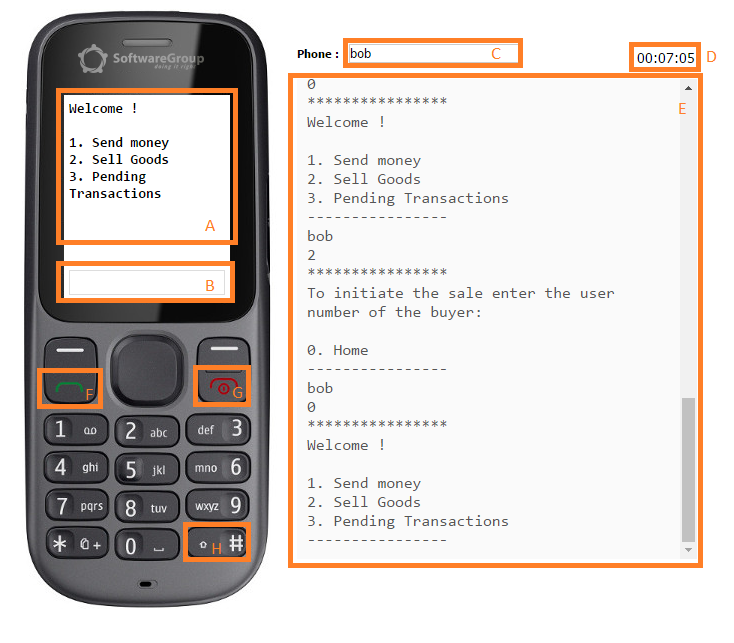 SoftwareGroup
doing it right
Welcome !
1. Send money
2. Sell Goods
3. Pending
Transactions
A
B
F
G
1
2 abc
def 3
4 ghi
5 jkl
mno 6
7 pqrs
8 tuv
wxyz 9
* +
0
H #
Phone :
bob
C
00:07:05
D
E
0
****************
Welcome !
1. Send money
2. Sell Goods
3. Pending Transactions
----------------
bob
2
****************
To initiate the sale enter the user
number of the buyer:
0. Home
----------------
bob
0
****************
Welcome !
1. Send money
2. Sell Goods
3. Pending Transactions
----------------